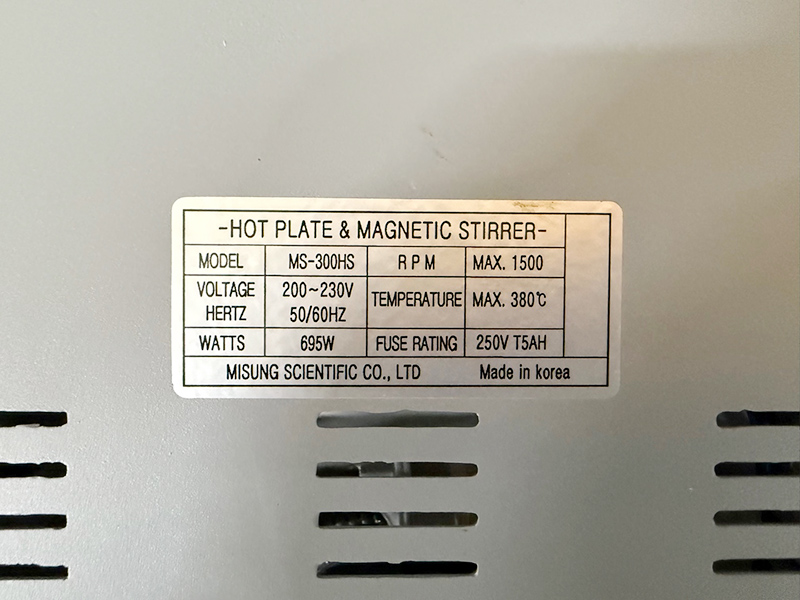 -HOT PLATE & MAGNETIC STIRRER-
MODEL MS-300HS R P M MAX. 1500
VOLTAGE 200~230V TEMPERATURE MAX. 380℃
HERTZ 50/60HZ
WATTS 695W FUSE RATING 250V T5AH
MISUNG SCIENTIFIC CO., LTD Made in korea